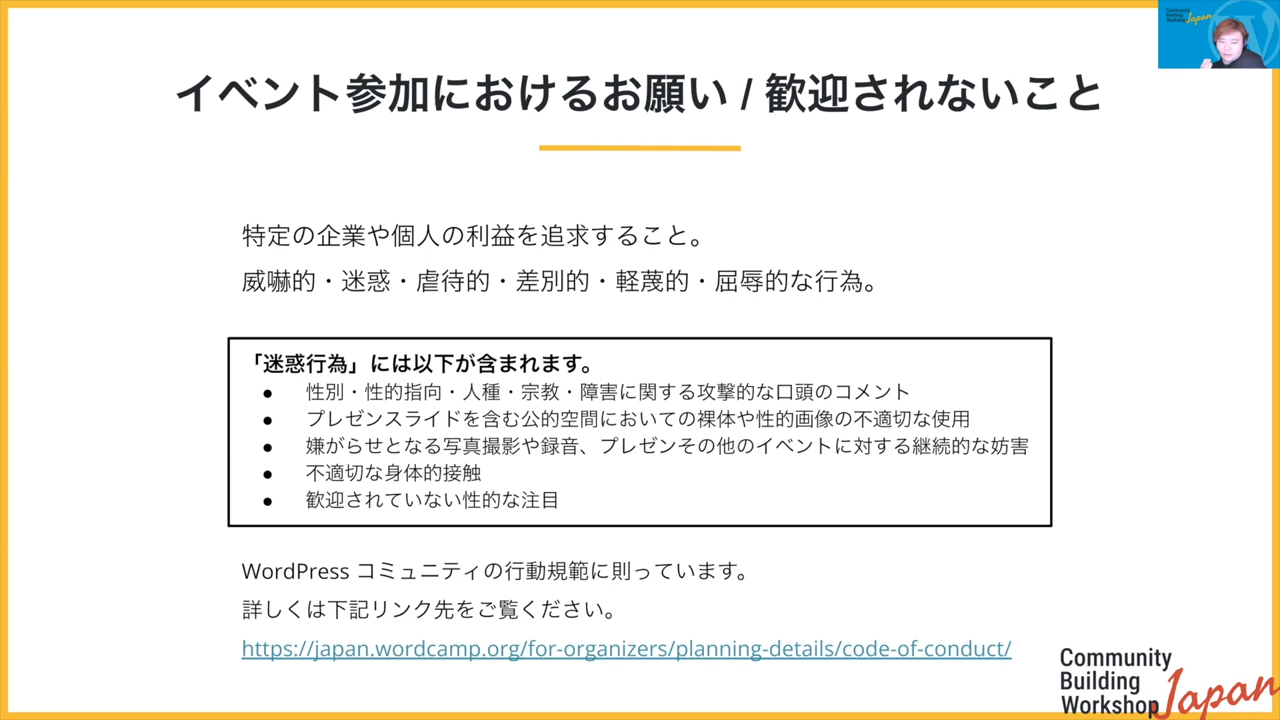 Community
Building
Workshop Japan
イベント参加におけるお願い / 歓迎されないこと
特定の企業や個人の利益を追求すること。
威嚇的・迷惑・虐待的・差別的・軽蔑的・屈辱的な行為。
「迷惑行為」には以下が含まれます。
● 性別・性的指向・人種・宗教・障害に関する攻撃的な口頭のコメント
● プレゼンスライドを含む公的空間においての裸体や性的画像の不適切な使用
● 嫌がらせとなる写真撮影や録音、プレゼンその他のイベントに対する継続的な妨害
● 不適切な身体的接触
● 歓迎されていない性的な注目
WordPress コミュニティの行動規範に則っています。
詳しくは下記リンク先をご覧ください。
https://japan.wordcamp.org/for-organizers/planning-details/code-of-conduct/
Community
Building
Workshop Japan